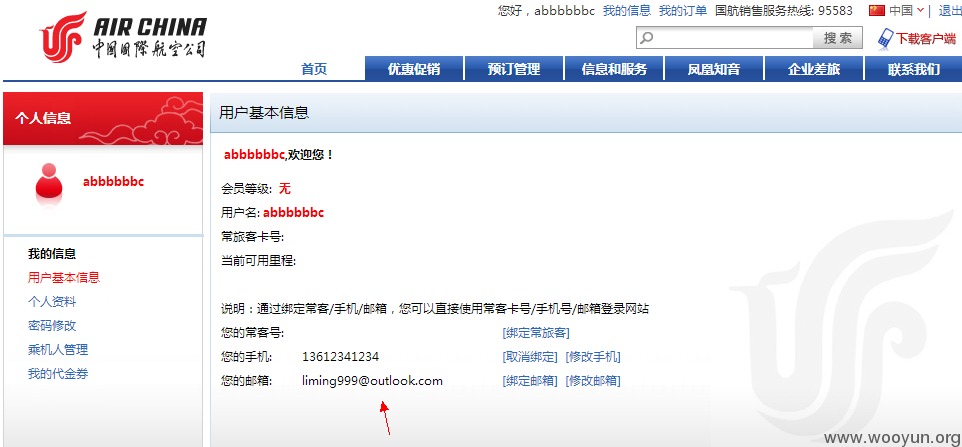 您好，abbbbbbc 我的信息 我的订单 国航销售服务热线: 95583 中国 | 退出
AIR CHINA
中国國際航空公司
搜 索 下载客户端
首页 优惠促销 预订管理 信息和服务 凤凰知音 企业差旅 联系我们
个人信息
用户基本信息
abbbbbbc,欢迎您！
abbbbbbc
会员等级: 无
用户名: abbbbbbc
常旅客卡号:
当前可用里程:
我的信息
用户基本信息
个人资料
密码修改
乘机人管理
我的代金券
说明：通过绑定常客/手机/邮箱，您可以直接使用常客卡号/手机号/邮箱登录网站
您的常客号: [绑定常旅客]
您的手机: 13612341234 [取消绑定] [修改手机]
您的邮箱: liming999@outlook.com [绑定邮箱] [修改邮箱]
www.wooyun.org